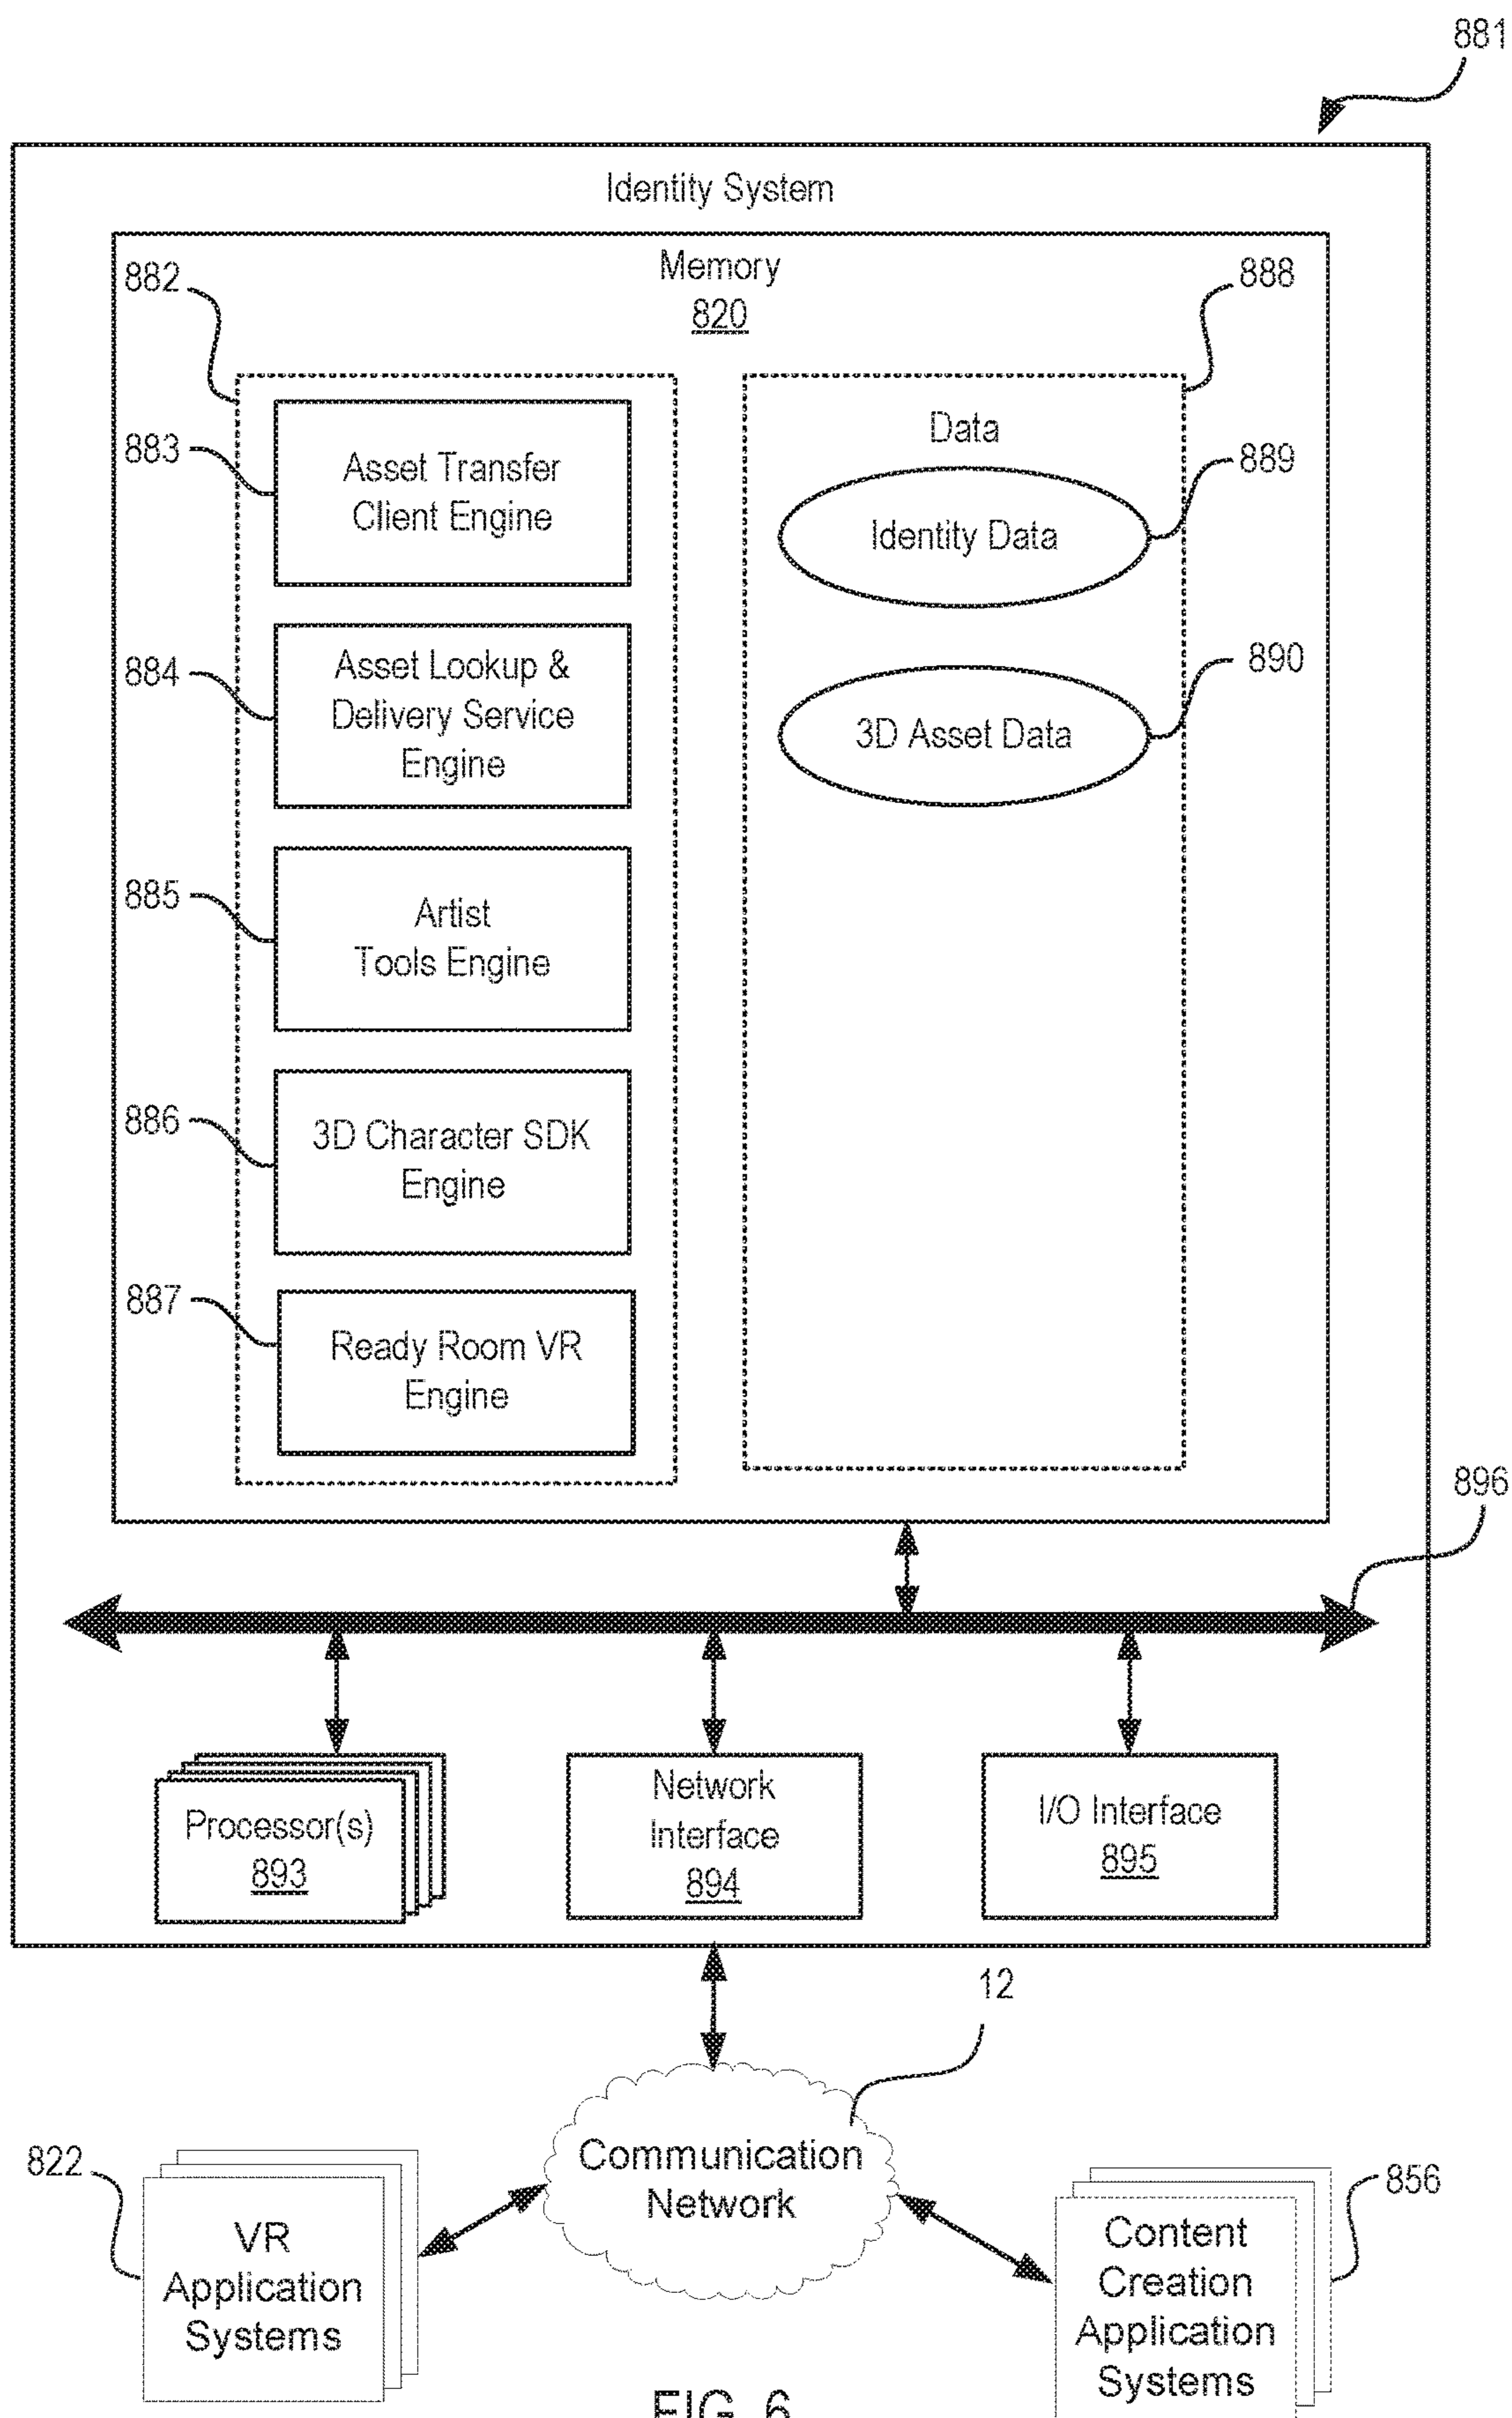 881
Identity System
Memory
820
882
888
883
Asset Transfer
Client Engine
Data
889
Identity Data
884
Asset Lookup &
Delivery Service
Engine
890
3D Asset Data
885
Artist
Tools Engine
886
3D Character SDK
Engine
887
Ready Room VR
Engine
896
Processor(s)
893
Network
Interface
894
I/O Interface
895
12
Communication
Network
822
VR
Application
Systems
856
Content
Creation
Application
Systems
FIG. 6